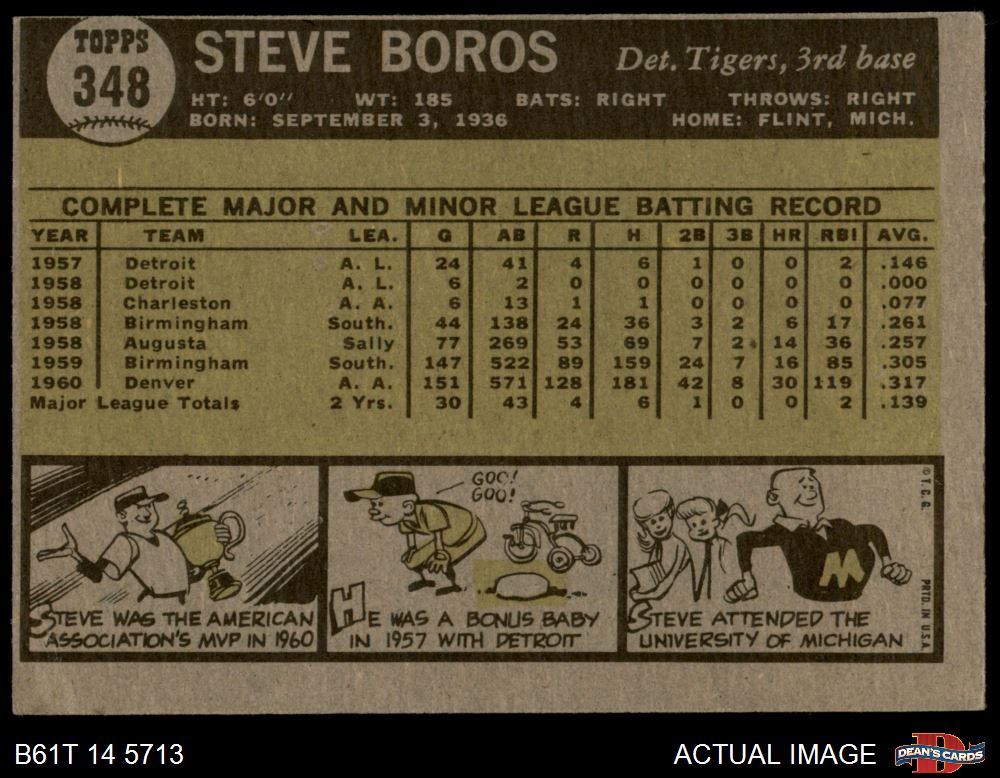 TOPPS
348
STEVE BOROS
Det. Tigers, 3rd base
HT: 6'0" WT: 185 BATS: RIGHT THROWS: RIGHT
BORN: SEPTEMBER 3, 1936 HOME: FLINT, MICH.
COMPLETE MAJOR AND MINOR LEAGUE BATTING RECORD
YEAR TEAM LEA. G AB R H 2B 3B HR RBI AVG.
1957 Detroit A. L. 24 41 4 6 1 0 0 2 .146
1958 Detroit A. L. 6 2 0 0 0 0 0 0 .000
1958 Charleston A. A. 6 13 1 1 0 0 0 0 .077
1958 Birmingham South. 44 138 24 36 3 2 6 17 .261
1958 Augusta Sally 77 269 53 69 7 2 14 36 .257
1959 Birmingham South. 147 522 89 159 24 7 16 85 .305
1960 Denver A. A. 151 571 128 181 42 8 30 119 .317
Major League Totals 2 Yrs. 30 43 4 6 1 0 0 2 .139
STEVE WAS THE AMERICAN
ASSOCIATION'S MVP IN 1960
GOO!
GOO!
HE WAS A BONUS BABY
IN 1957 WITH DETROIT
M
STEVE ATTENDED THE
UNIVERSITY OF MICHIGAN
© T. C. G.
PRTD. IN U.S.A.
B61T 14 5713
ACTUAL IMAGE
D
DEAN'S CARDS